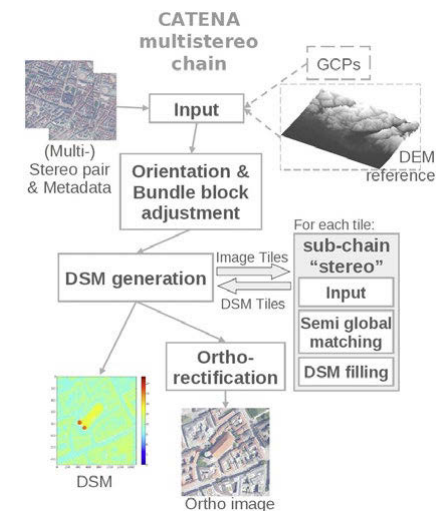 CATENA
multistereo
chain
GCPs
Input
DEM
reference
(Multi-)
Stereo pair
& Metadata
Orientation &
Bundle block
adjustment
For each tile:
sub-chain
“stereo”
Input
Semi global
matching
DSM filling
Image Tiles
DSM Tiles
DSM generation
Ortho-
rectification
DSM
Ortho image